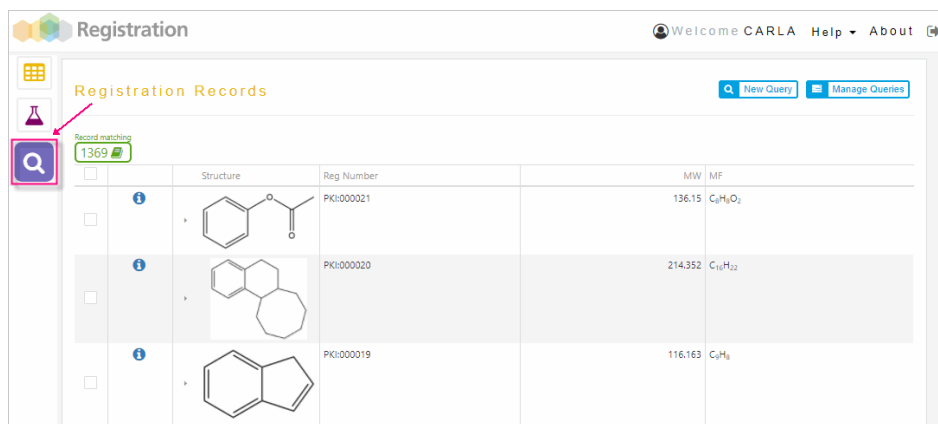 Registration
Welcome CARLA Help About
Registration Records
New Query Manage Queries
Record matching
1369
Structure Reg Number MW MF
PKI:000021 136.15 C₈H₈O₂
O
O
PKI:000020 214.352 C₁₆H₂₂
PKI:000019 116.163 C₉H₈